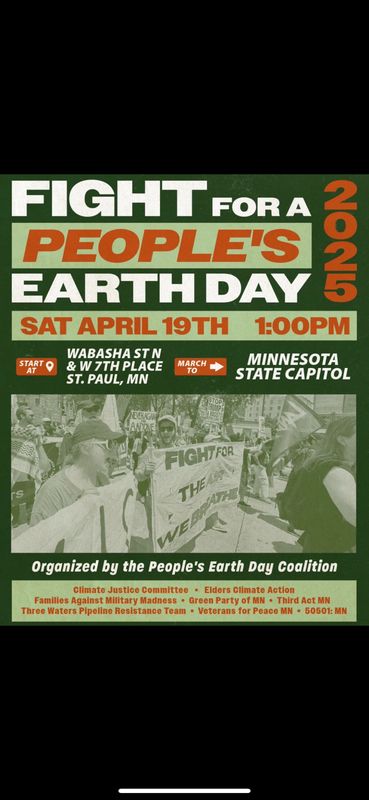 FIGHT FOR A
PEOPLE'S
EARTH DAY
2025
SAT APRIL 19TH 1:00PM
START AT
WABASHA ST N
& W 7TH PLACE
ST. PAUL, MN
MARCH TO
MINNESOTA
STATE CAPITOL
FIGHT FOR
THE AIR
WE BREATHE
Organized by the People's Earth Day Coalition
Climate Justice Committee • Elders Climate Action
Families Against Military Madness • Green Party of MN • Third Act MN
Three Waters Pipeline Resistance Team • Veterans for Peace MN • 50501: MN